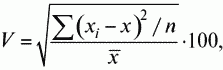 V = √(∑(xᵢ – x)² / n / x̄) · 100,